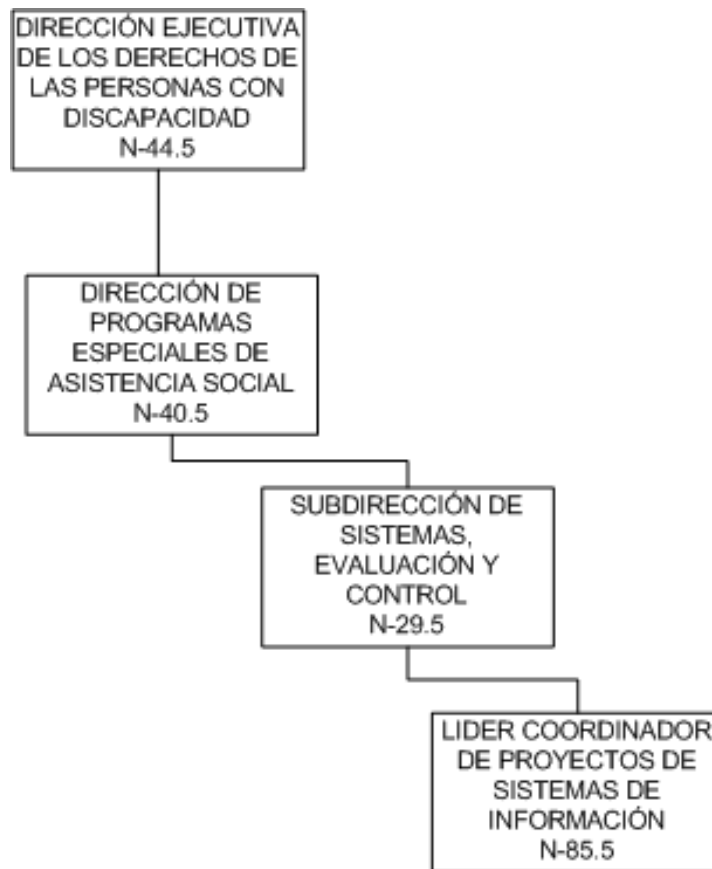 DIRECCIÓN EJECUTIVA
DE LOS DERECHOS DE
LAS PERSONAS CON
DISCAPACIDAD
N-44.5
DIRECCIÓN DE
PROGRAMAS
ESPECIALES DE
ASISTENCIA SOCIAL
N-40.5
SUBDIRECCIÓN DE
SISTEMAS,
EVALUACIÓN Y
CONTROL
N-29.5
LIDER COORDINADOR
DE PROYECTOS DE
SISTEMAS DE
INFORMACIÓN
N-85.5